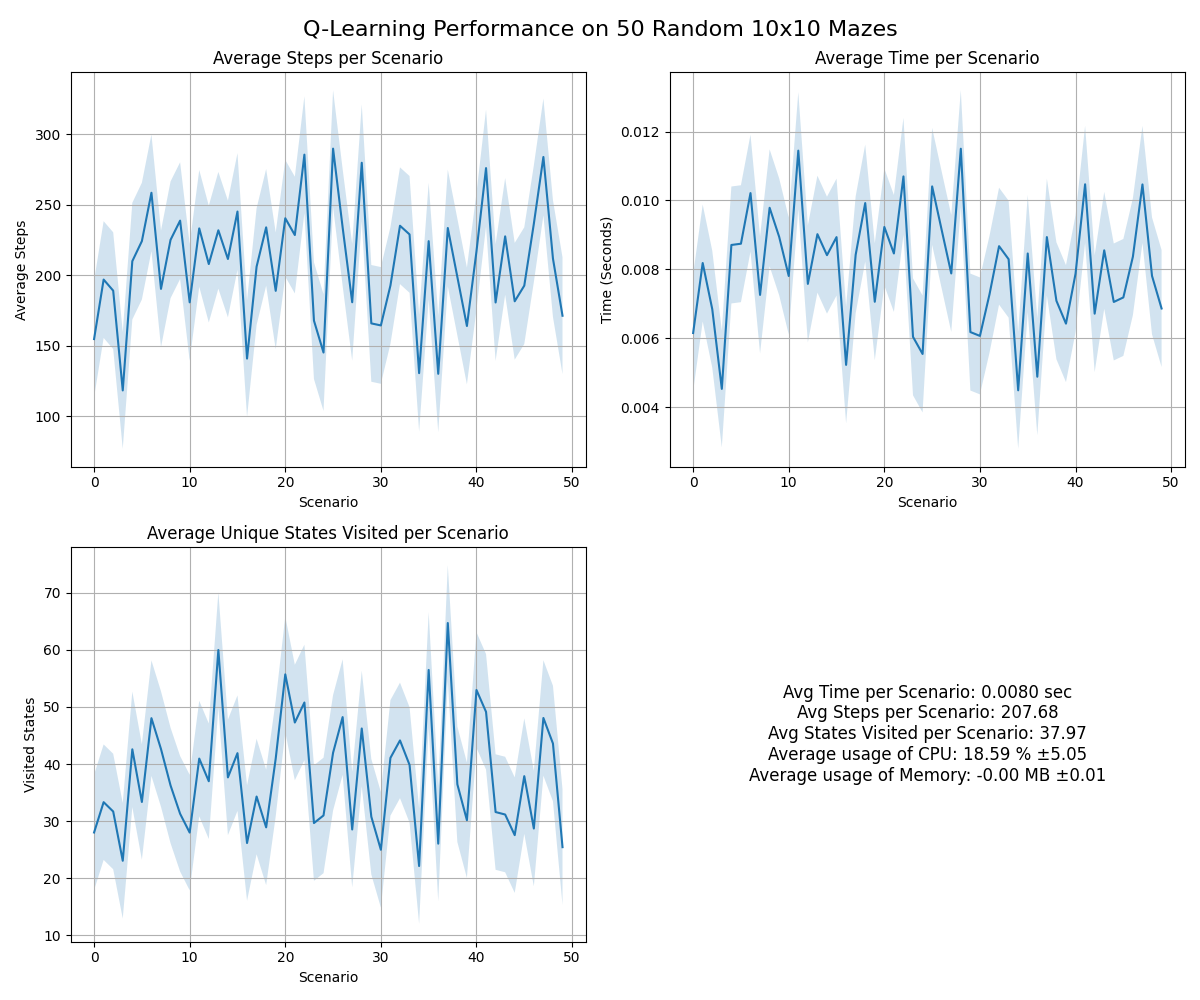 Q-Learning Performance on 50 Random 10x10 Mazes
Average Steps per Scenario
Average Steps
300
250
200
150
100
0 10 20 30 40 50
Scenario
Average Time per Scenario
Time (Seconds)
0.012
0.010
0.008
0.006
0.004
0 10 20 30 40 50
Scenario
Average Unique States Visited per Scenario
Visited States
70
60
50
40
30
20
10
0 10 20 30 40 50
Scenario
Avg Time per Scenario: 0.0080 sec
Avg Steps per Scenario: 207.68
Avg States Visited per Scenario: 37.97
Average usage of CPU: 18.59 % ±5.05
Average usage of Memory: -0.00 MB ±0.01